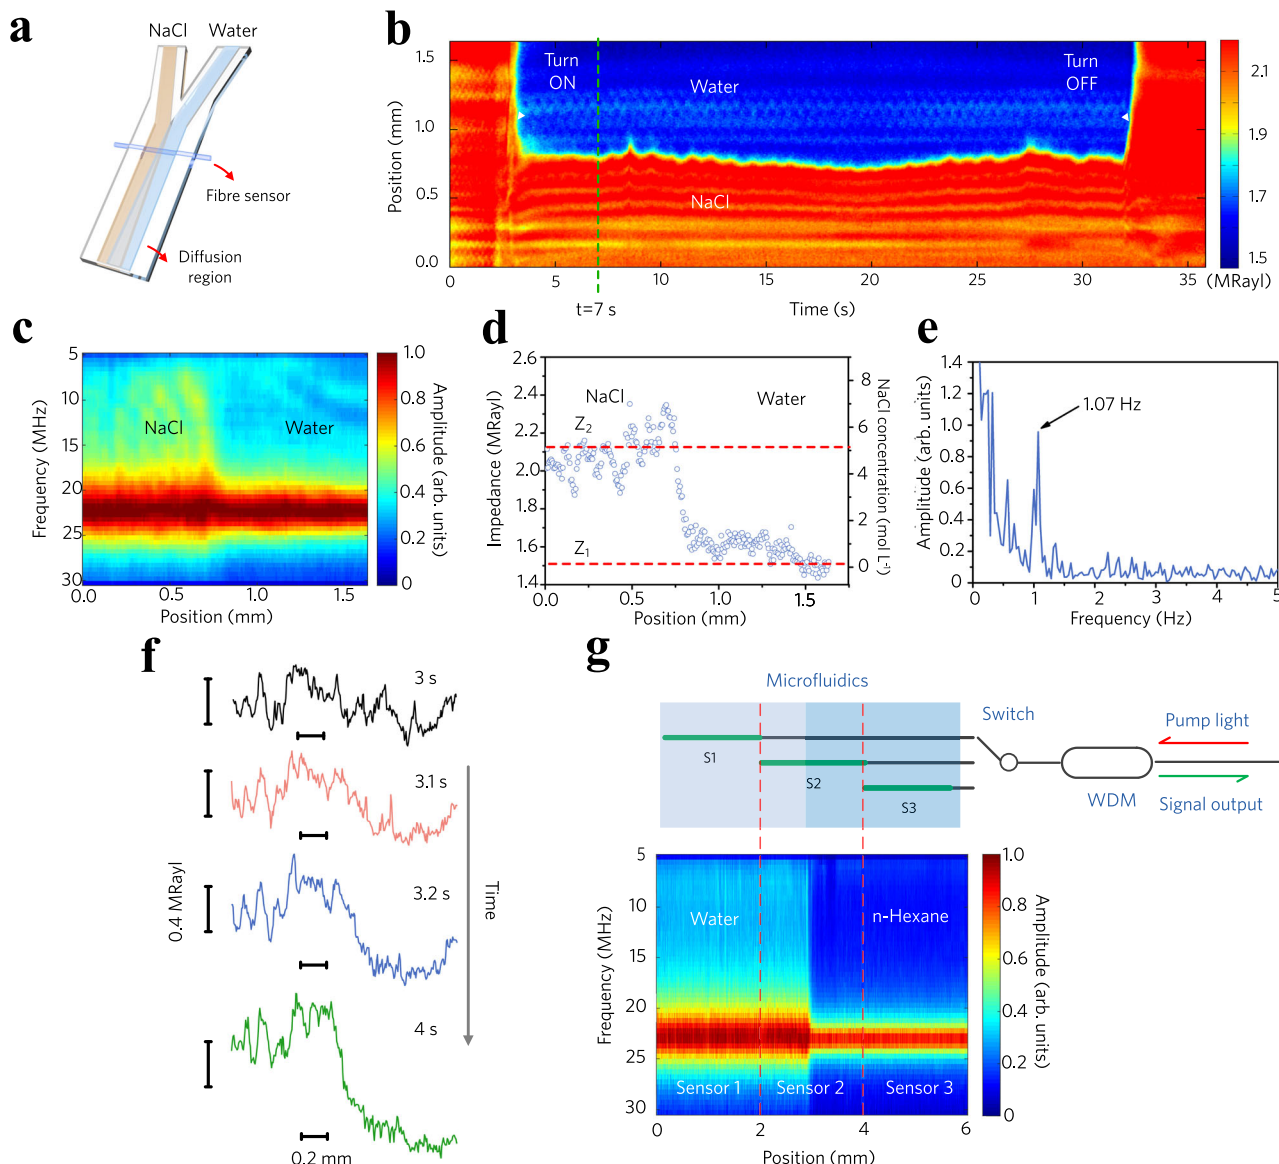 a
NaCl Water
Fibre sensor
Diffusion
region
b
Position (mm)
1.5
1.0
0.5
0.0
Turn
ON
Water
Turn
OFF
NaCl
0 5 10 15 20 25 30 35
t=7 s
Time (s)
2.1
1.9
1.7
1.5
(MRayl)
c
Frequency (MHz)
5
10
15
20
25
30
NaCl
Water
0.0 0.5 1.0 1.5
Position (mm)
1.0
0.8
0.6
0.4
0.2
0
Amplitude (arb. units)
d
Impedance (MRayl)
2.6
2.4
2.2
2.0
1.8
1.6
1.4
NaCl
Water
Z2
Z1
0.0 0.5 1.0 1.5
Position (mm)
8
6
4
2
0
NaCl concentration (mol L-1)
e
Amplitude (arb. units)
1.4
1.2
1.0
0.8
0.6
0.4
0.2
0
1.07 Hz
0 1 2 3 4 5
Frequency (Hz)
f
3 s
3.1 s
3.2 s
4 s
0.4 MRayl
Time
0.2 mm
g
Microfluidics
S1
S2
S3
Switch
Pump light
WDM
Signal output
Frequency (MHz)
5
10
15
20
25
30
Water
n-Hexane
Sensor 1 Sensor 2 Sensor 3
0 2 4 6
Position (mm)
1.0
0.8
0.6
0.4
0.2
0
Amplitude (arb. units)